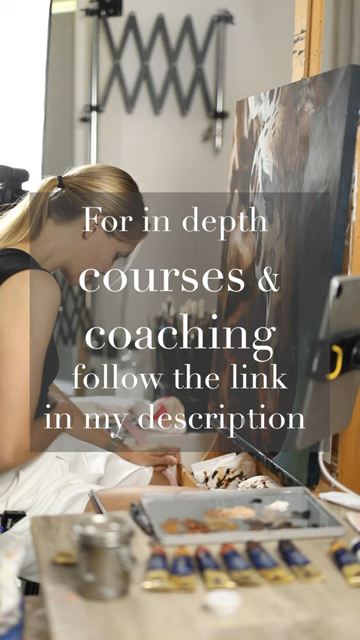 For in depth
courses &
coaching
follow the link
in my description